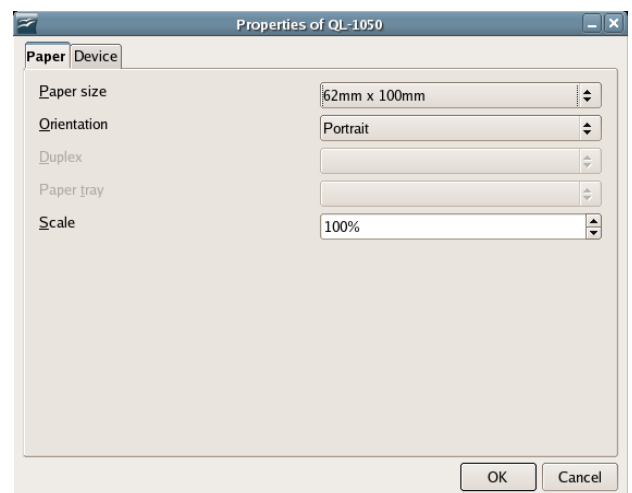 Properties of QL-1050
Paper Device
Paper size 62mm x 100mm
Orientation Portrait
Duplex
Paper tray
Scale 100%
OK Cancel